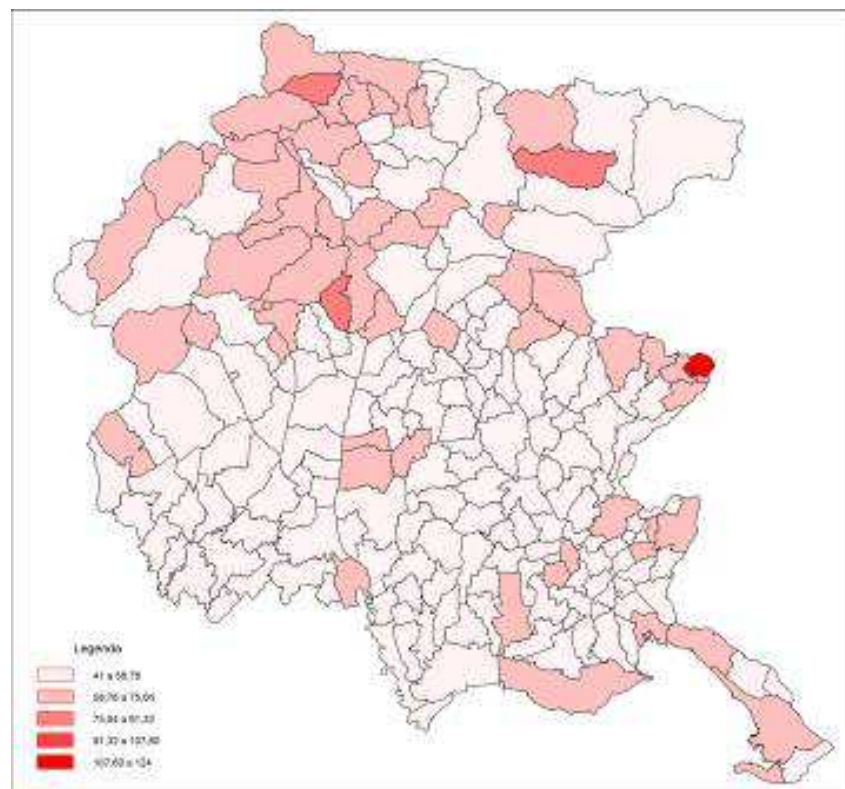 Legenda
41 a 58,76
58,76 a 75,04
75,04 a 91,32
91,32 a 107,60
107,60 a 124